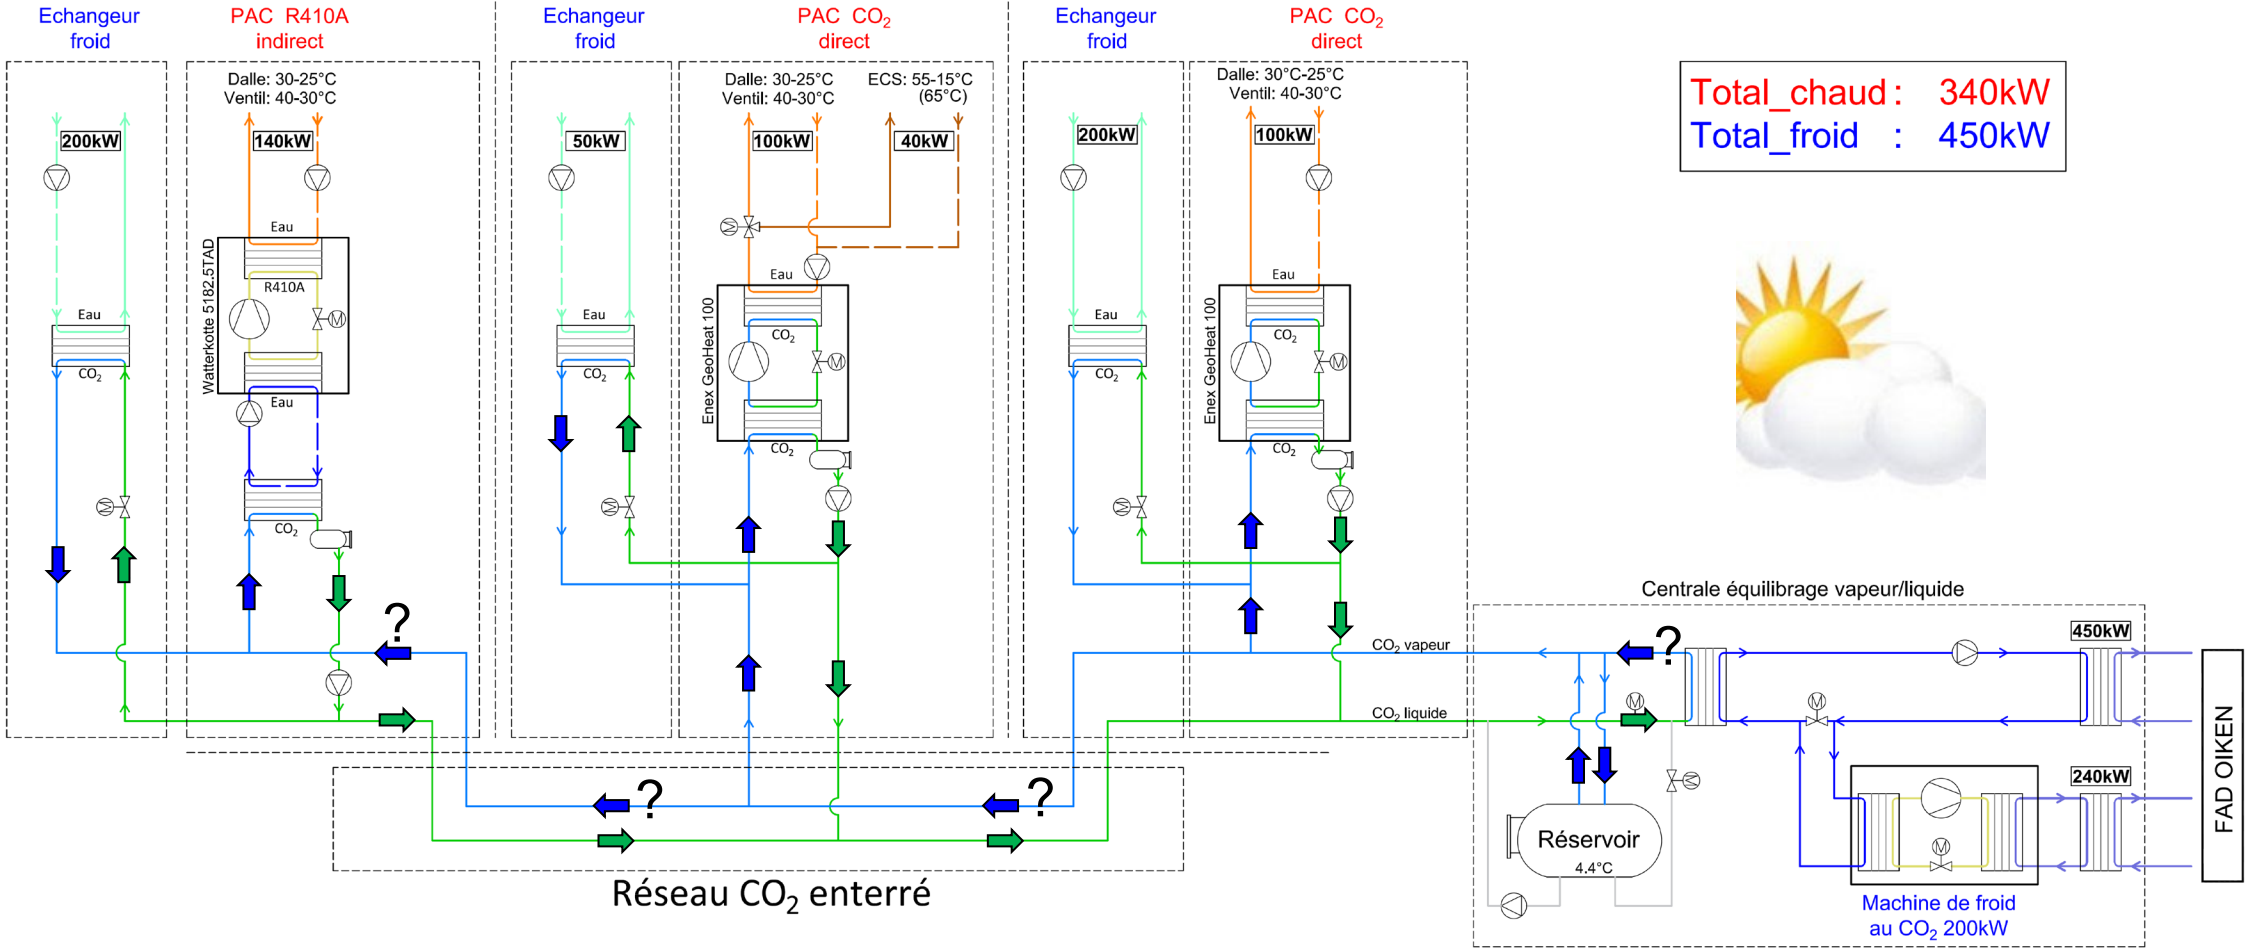 Echangeur
froid
PAC R410A
indirect
Echangeur
froid
PAC CO₂
direct
Echangeur
froid
PAC CO₂
direct
Dalle: 30-25°C
Ventil: 40-30°C
Dalle: 30-25°C
Ventil: 40-30°C
ECS: 55-15°C
(65°C)
Dalle: 30°C-25°C
Ventil: 40-30°C
Total_chaud : 340kW
Total_froid : 450kW
200kW
140kW
50kW
100kW
40kW
200kW
100kW
M
Eau
R410A
M
Eau
Watterkotte 5182.5TAD
Eau
CO₂
Eau
CO₂
M
M
Eau
CO₂
Eau
CO₂
M
CO₂
Enex GeoHeat 100
M
Eau
CO₂
Eau
CO₂
M
CO₂
Enex GeoHeat 100
M
?
Centrale équilibrage vapeur/liquide
CO₂ vapeur
?
450kW
CO₂ liquide
M
M
FAD OIKEN
?
?
M
240kW
M
Réservoir
4.4°C
Réseau CO₂ enterré
Machine de froid
au CO₂ 200kW